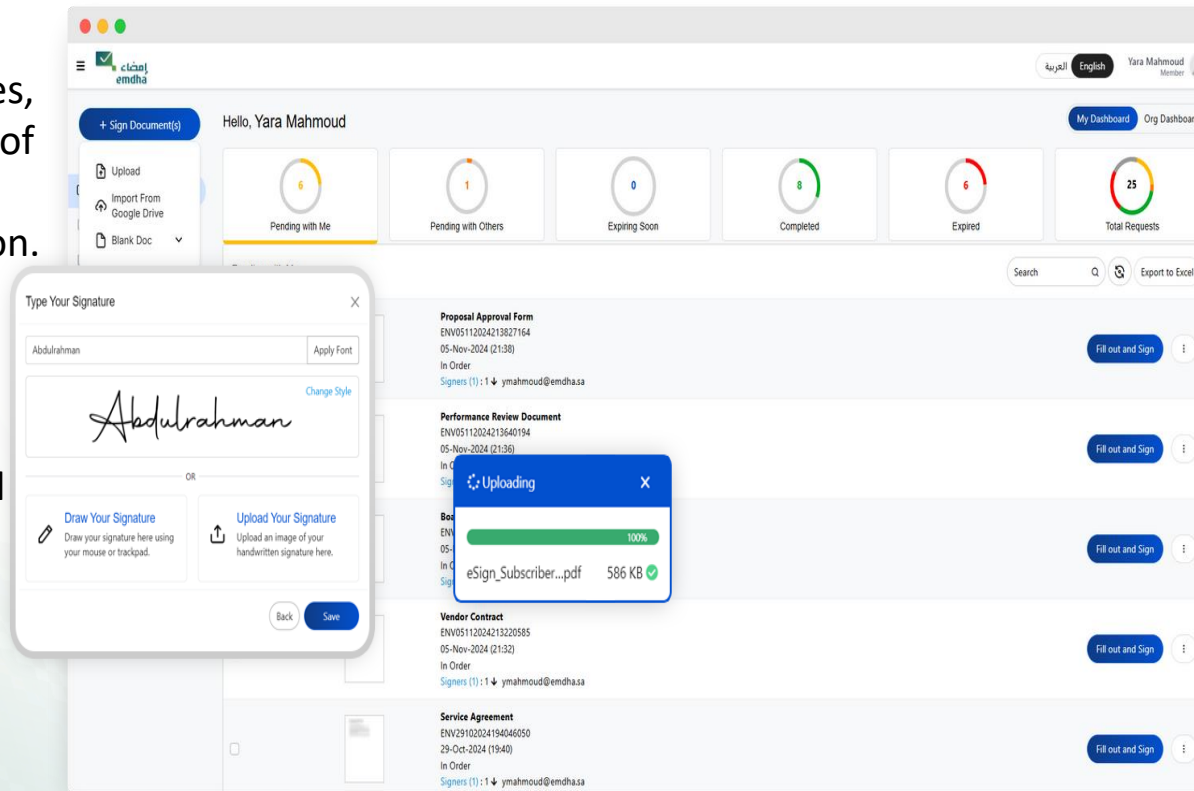 es,
of
on.
إمضاء
emdha
العربية English
Yara Mahmoud
Member
+ Sign Document(s)
Upload
Import From
Google Drive
Blank Doc
Hello, Yara Mahmoud
My Dashboard Org Dashboar
6
Pending with Me
1
Pending with Others
0
Expiring Soon
8
Completed
6
Expired
25
Total Requests
Search
Export to Excel
Type Your Signature X
Abdulrahman Apply Font
Change Style
Abdulrahman
OR
Draw Your Signature
Draw your signature here using
your mouse or trackpad.
Upload Your Signature
Upload an image of your
handwritten signature here.
Back Save
Proposal Approval Form
ENV05112024213827164
05-Nov-2024 (21:38)
In Order
Signers (1) : 1 ymahmoud@emdha.sa
Fill out and Sign
Performance Review Document
ENV05112024213640194
05-Nov-2024 (21:36)
In O
Sig
Fill out and Sign
Uploading X
100%
eSign_Subscriber...pdf 586 KB
Boa
ENV
05-
In O
Sig
Fill out and Sign
Vendor Contract
ENV05112024213220585
05-Nov-2024 (21:32)
In Order
Signers (1) : 1 ymahmoud@emdha.sa
Fill out and Sign
Service Agreement
ENV29102024194046050
29-Oct-2024 (19:40)
In Order
Signers (1) : 1 ymahmoud@emdha.sa
Fill out and Sign